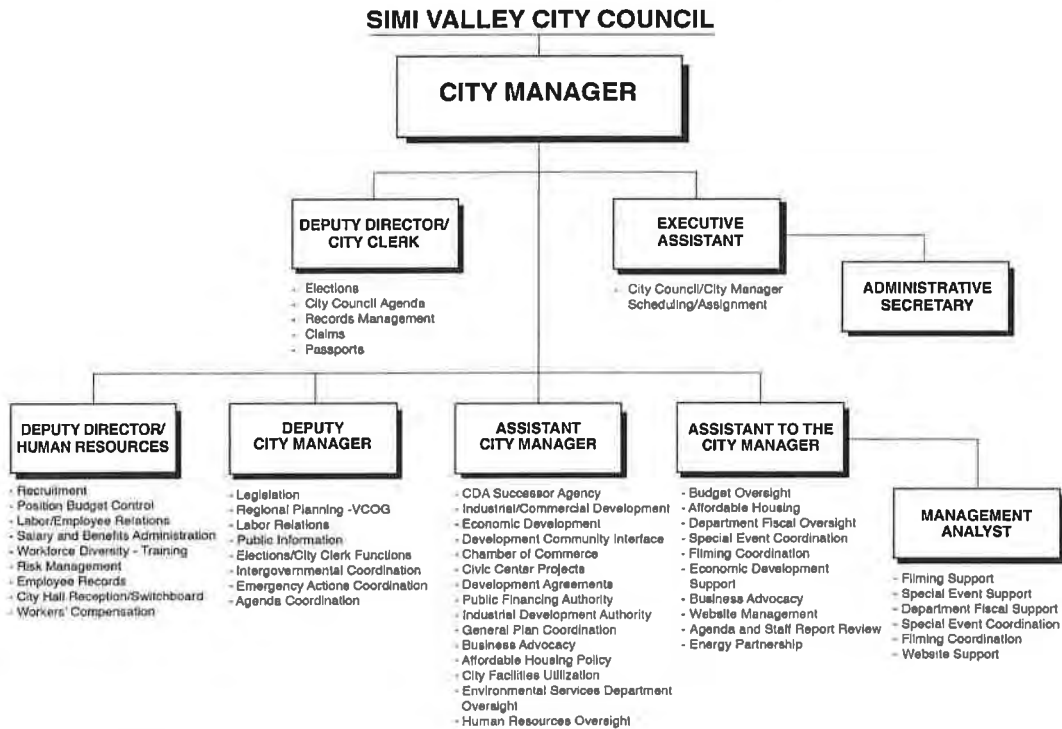 SIMI VALLEY CITY COUNCIL
CITY MANAGER
DEPUTY DIRECTOR/
CITY CLERK
- Elections
- City Council Agenda
- Records Management
- Claims
- Passports
EXECUTIVE
ASSISTANT
- City Council/City Manager
Scheduling/Assignment
ADMINISTRATIVE
SECRETARY
DEPUTY DIRECTOR/
HUMAN RESOURCES
- Recruitment
- Position Budget Control
- Labor/Employee Relations
- Salary and Benefits Administration
- Workforce Diversity - Training
- Risk Management
- Employee Records
- City Hall Reception/Switchboard
- Workers' Compensation
DEPUTY
CITY MANAGER
- Legislation
- Regional Planning -VCOG
- Labor Relations
- Public Information
- Elections/City Clerk Functions
- Intergovernmental Coordination
- Emergency Actions Coordination
- Agenda Coordination
ASSISTANT
CITY MANAGER
- CDA Successor Agency
- Industrial/Commercial Development
- Economic Development
- Development Community Interface
- Chamber of Commerce
- Civic Center Projects
- Development Agreements
- Public Financing Authority
- Industrial Development Authority
- General Plan Coordination
- Business Advocacy
- Affordable Housing Policy
- City Facilities Utilization
- Environmental Services Department
Oversight
- Human Resources Oversight
ASSISTANT TO THE
CITY MANAGER
- Budget Oversight
- Affordable Housing
- Department Fiscal Oversight
- Special Event Coordination
- Filming Coordination
- Economic Development
Support
- Business Advocacy
- Website Management
- Agenda and Staff Report Review
- Energy Partnership
MANAGEMENT
ANALYST
- Filming Support
- Special Event Support
- Department Fiscal Support
- Special Event Coordination
- Filming Coordination
- Website Support